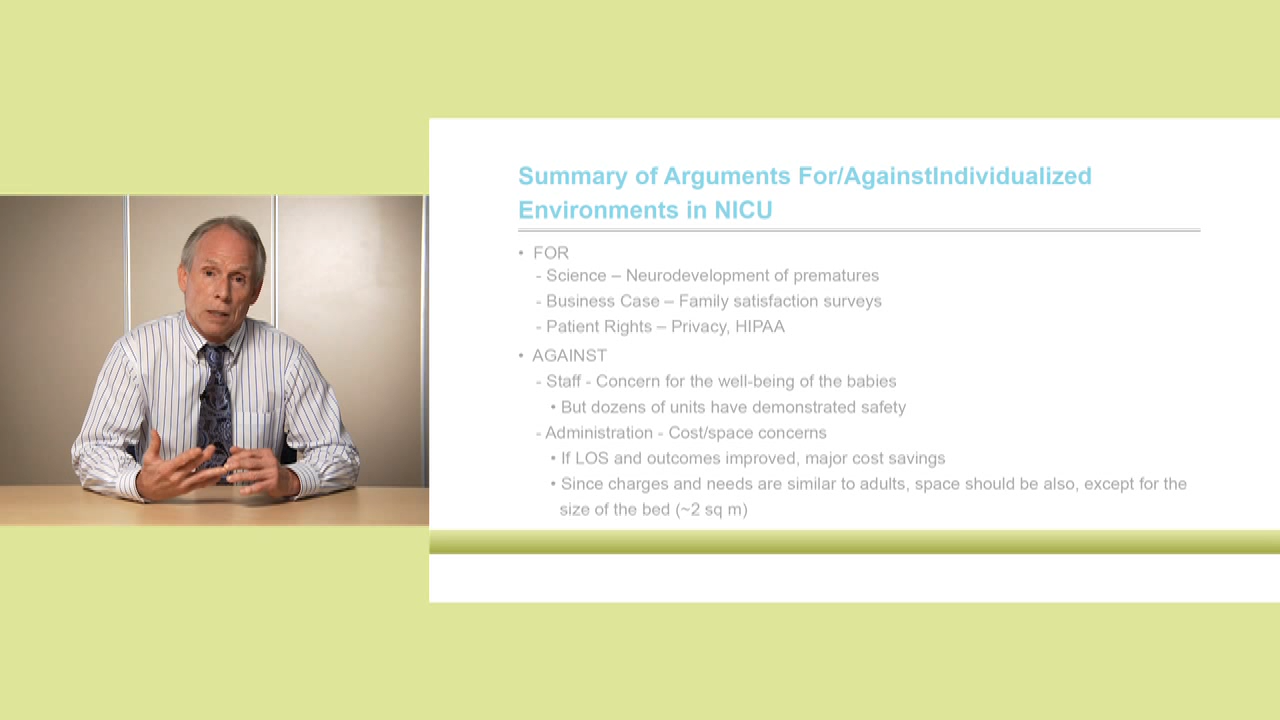 Summary of Arguments For/AgainstIndividualized
Environments in NICU
• FOR
- Science – Neurodevelopment of prematures
- Business Case – Family satisfaction surveys
- Patient Rights – Privacy, HIPAA
• AGAINST
- Staff - Concern for the well-being of the babies
• But dozens of units have demonstrated safety
- Administration - Cost/space concerns
• If LOS and outcomes improved, major cost savings
• Since charges and needs are similar to adults, space should be also, except for the
size of the bed (~2 sq m)